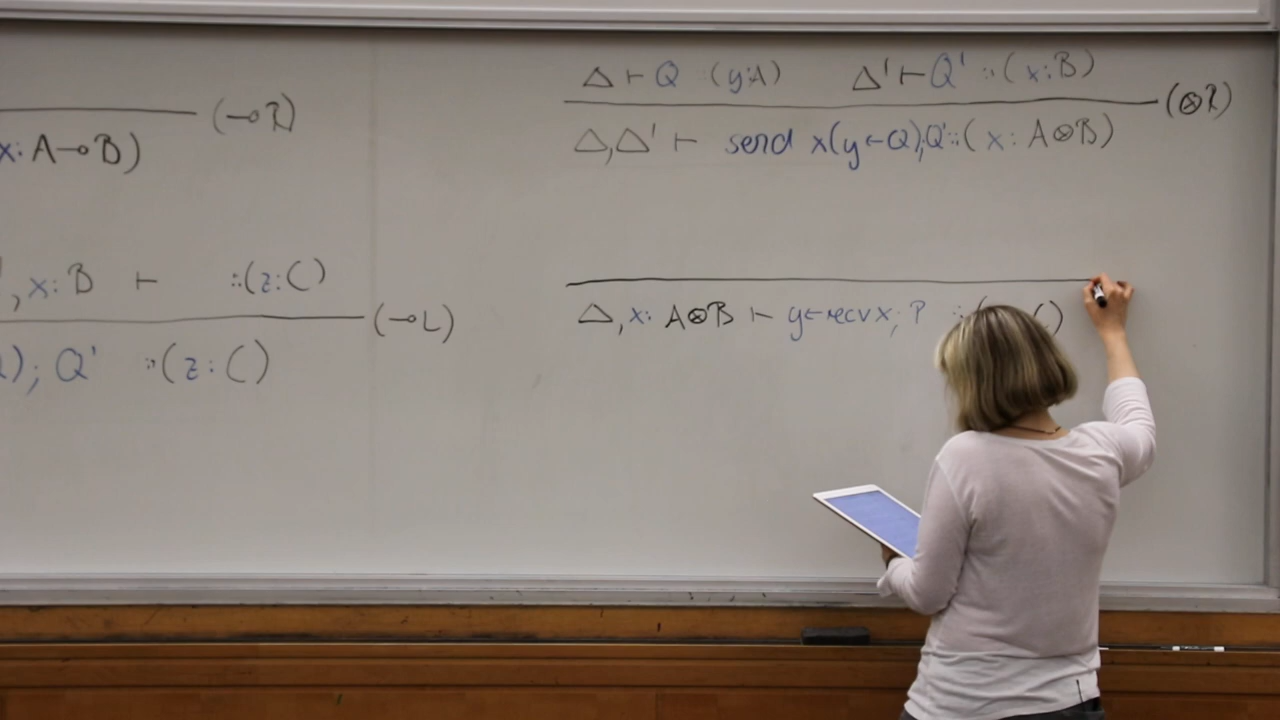 (⊸R)
x: A⊸B)
, x: B ⊢ ::(z:C)
(⊸L)
); Q' ::(z:C)
Δ ⊢ Q :(y:A) Δ' ⊢ Q' ::(x:B)
(⊗R)
Δ,Δ' ⊢ send x(y←Q);Q'::(x: A⊗B)
Δ, x: A⊗B ⊢ y←recv x; P ::( C)